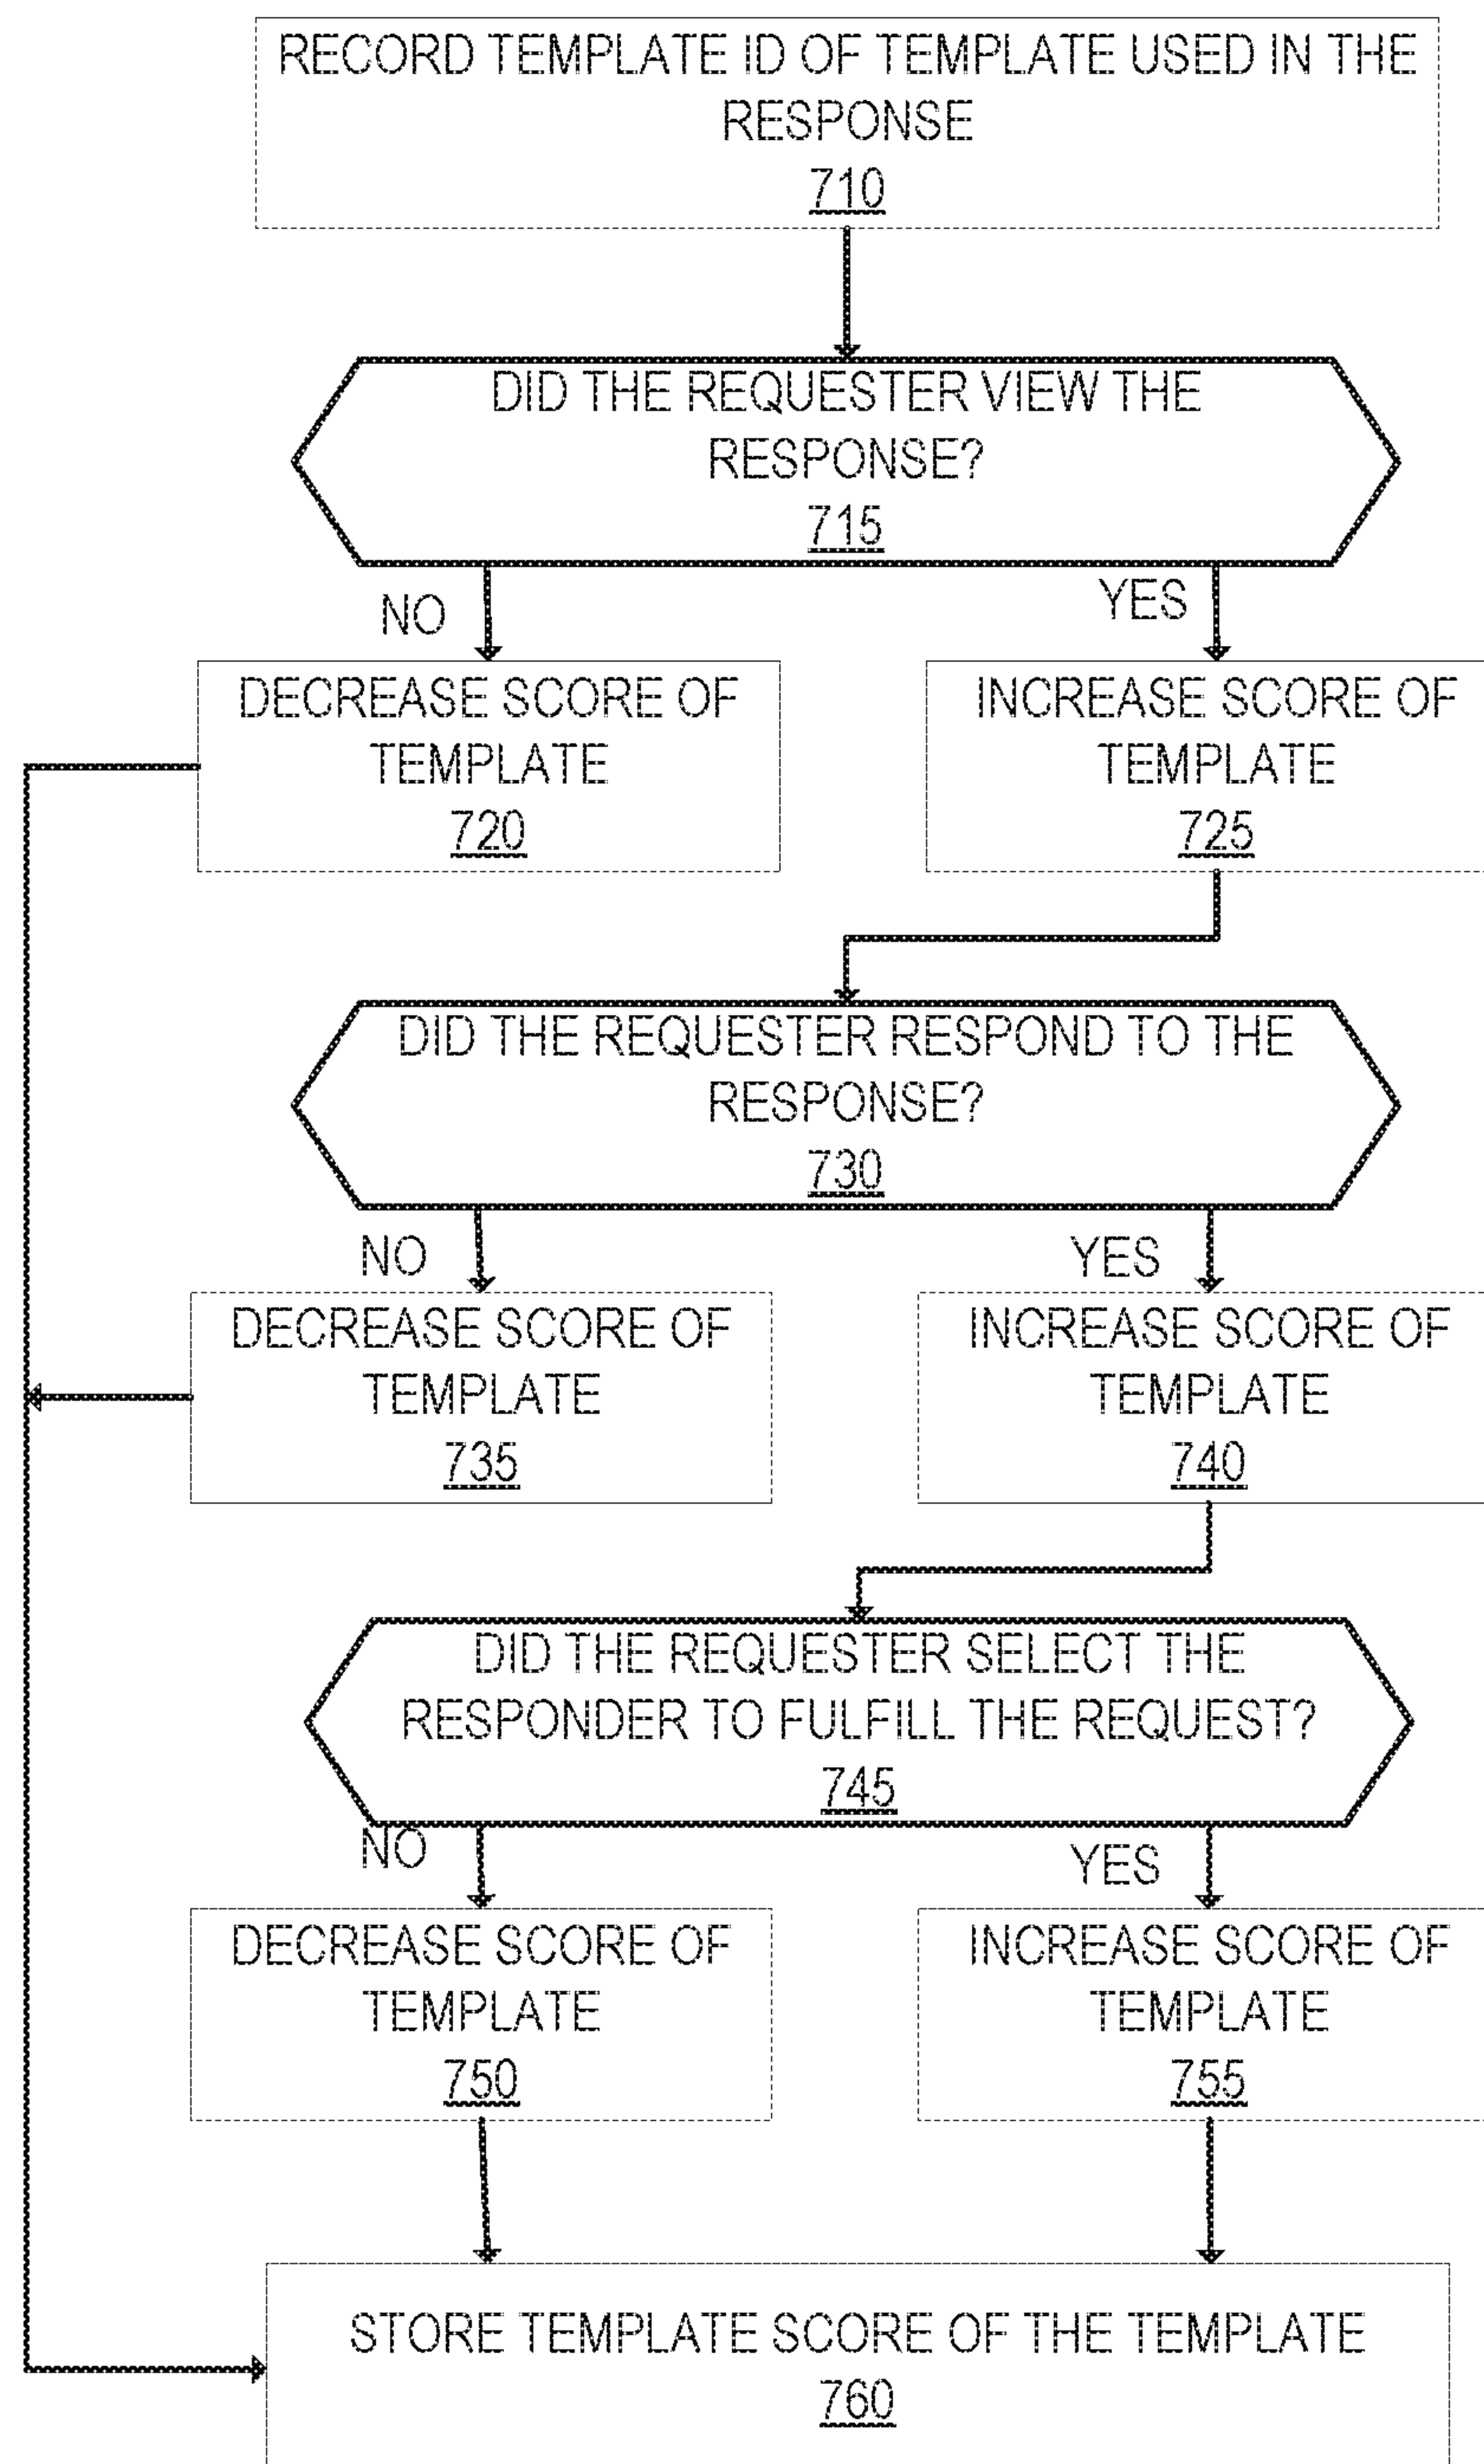 RECORD TEMPLATE ID OF TEMPLATE USED IN THE
RESPONSE
710
DID THE REQUESTER VIEW THE
RESPONSE?
715
NO
YES
DECREASE SCORE OF
TEMPLATE
720
INCREASE SCORE OF
TEMPLATE
725
DID THE REQUESTER RESPOND TO THE
RESPONSE?
730
NO
YES
DECREASE SCORE OF
TEMPLATE
735
INCREASE SCORE OF
TEMPLATE
740
DID THE REQUESTER SELECT THE
RESPONDER TO FULFILL THE REQUEST?
745
NO
YES
DECREASE SCORE OF
TEMPLATE
750
INCREASE SCORE OF
TEMPLATE
755
STORE TEMPLATE SCORE OF THE TEMPLATE
760